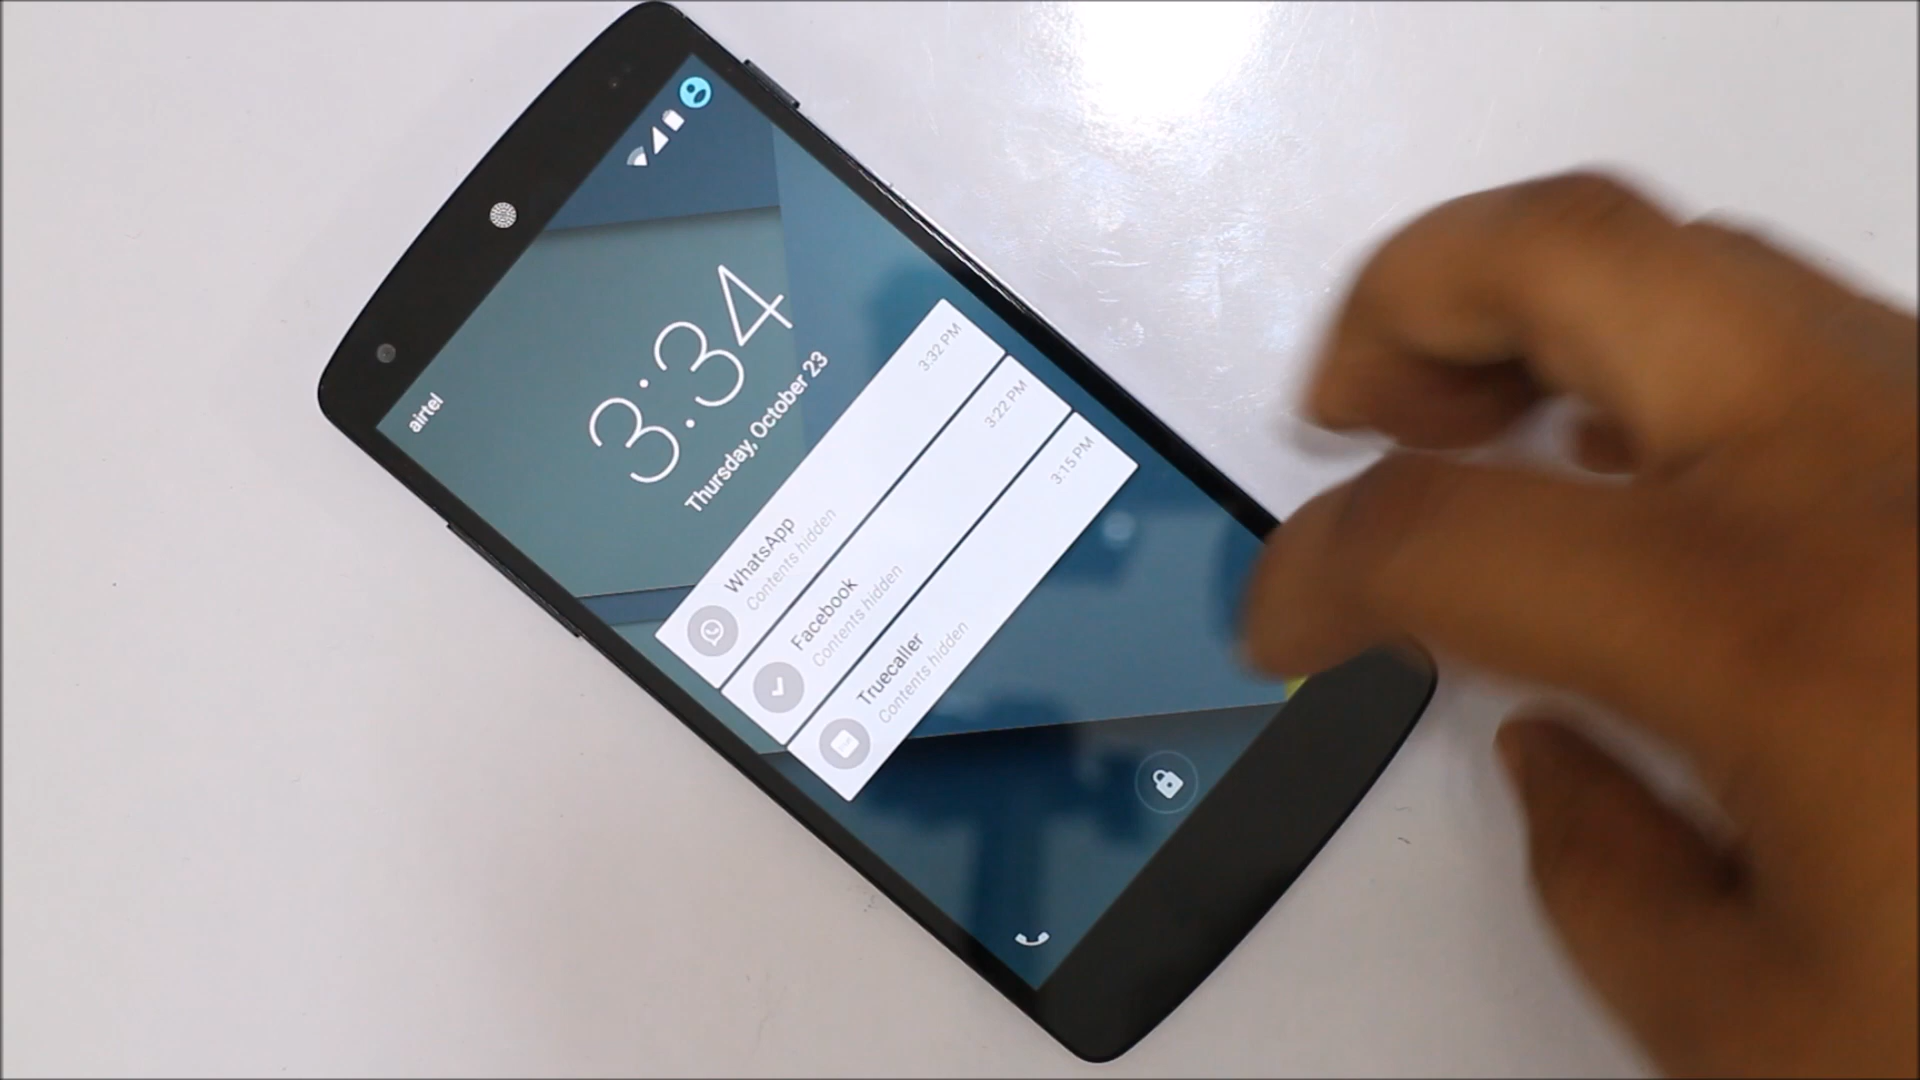 airtel
3:34
Thursday, October 23
WhatsApp
3:32 PM
Contents hidden
Facebook
3:22 PM
Contents hidden
Truecaller
3:15 PM
Contents hidden